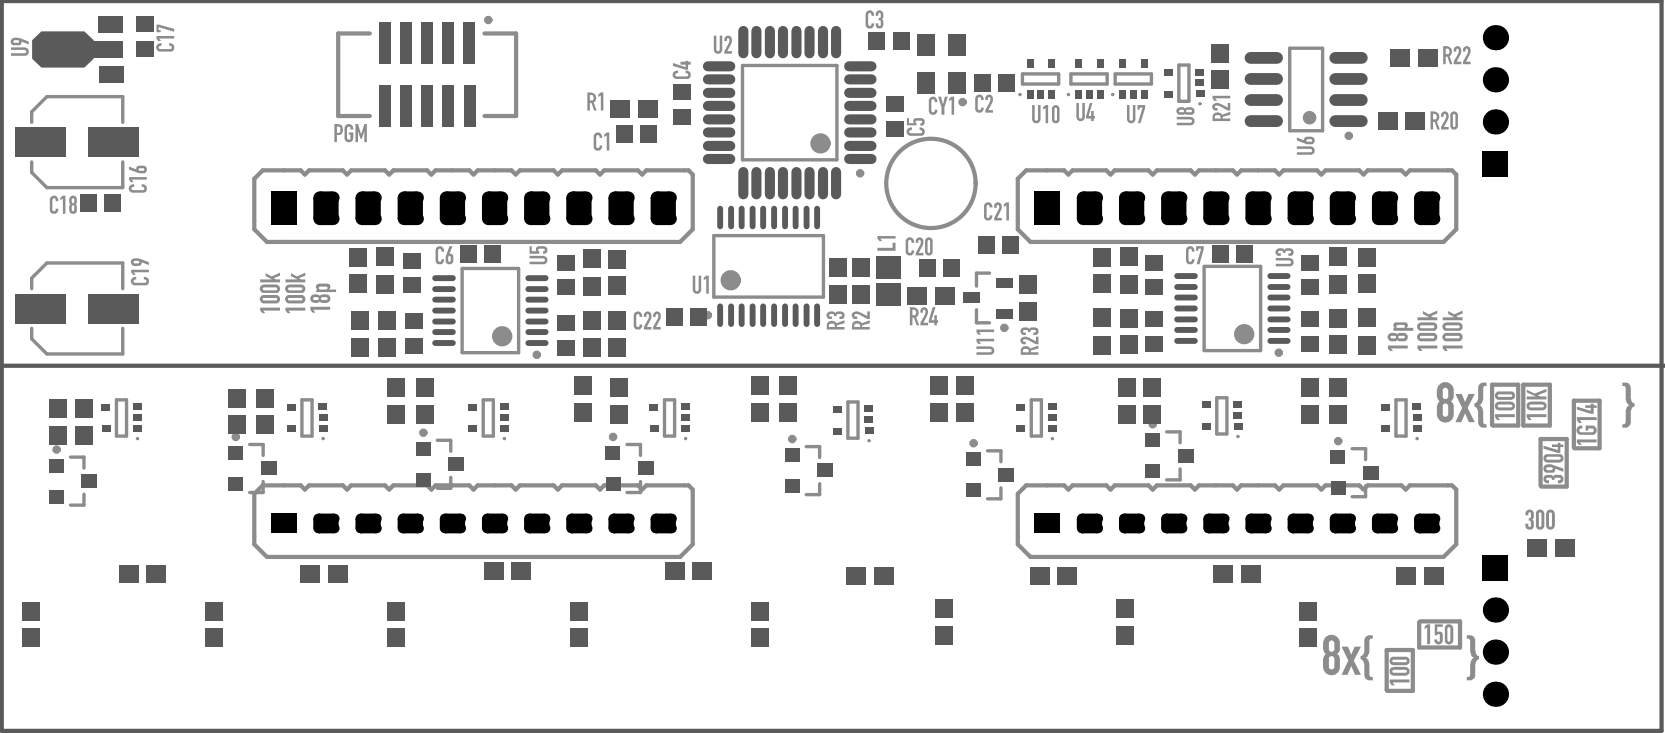 U9
C17
PGM
C16
C18
C19
R1
C1
C4
U2
C3
CY1
C2
C5
U10
U4
U7
U8
R21
U6
R22
R20
C21
100k
100k
18p
C6
U5
C22
U1
R3
R2
L1
C20
R24
U11
R23
C7
U3
18p
100k
100k
8x{
100
10K
1G14
}
3904
300
8x{
100
150
}